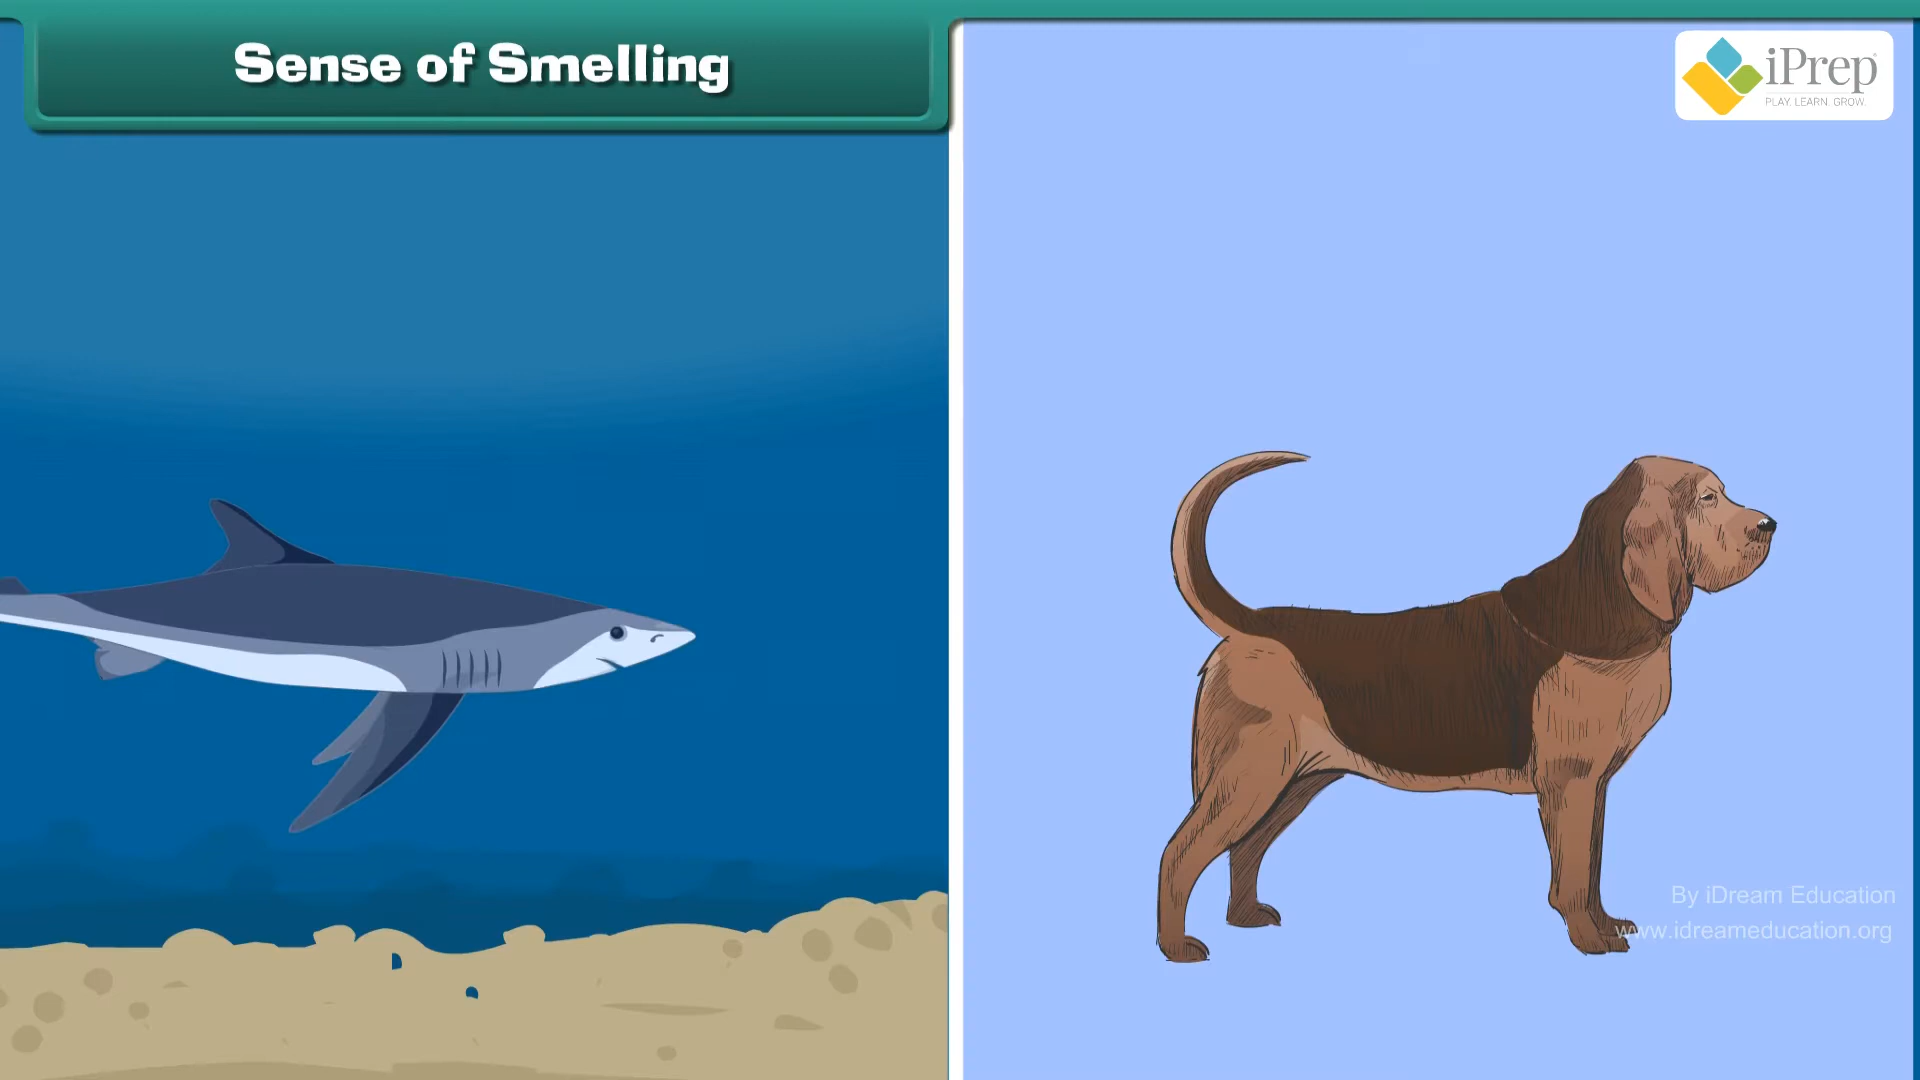 Sense of Smelling
iPrep
PLAY. LEARN. GROW.
By iDream Education
www.idreameducation.org